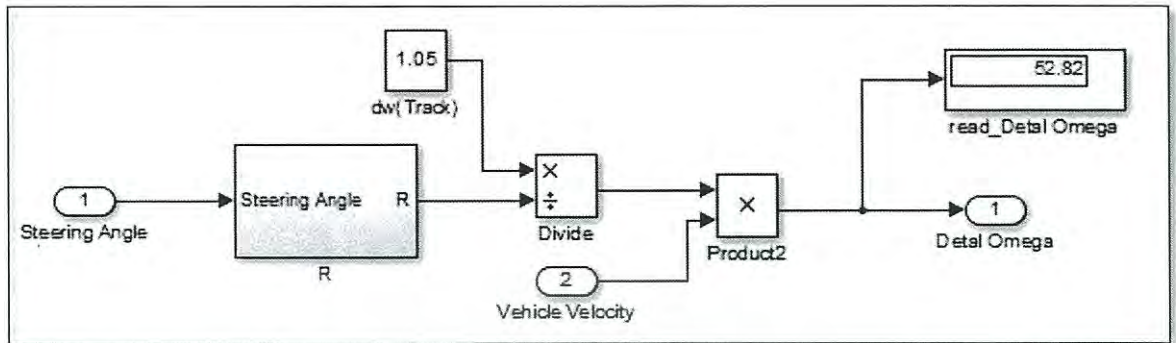 1.05
dw(Track)
52.82
read_Detal Omega
1
Steering Angle
Steering Angle
R
R
×
÷
Divide
×
Product2
2
Vehicle Velocity
1
Detal Omega